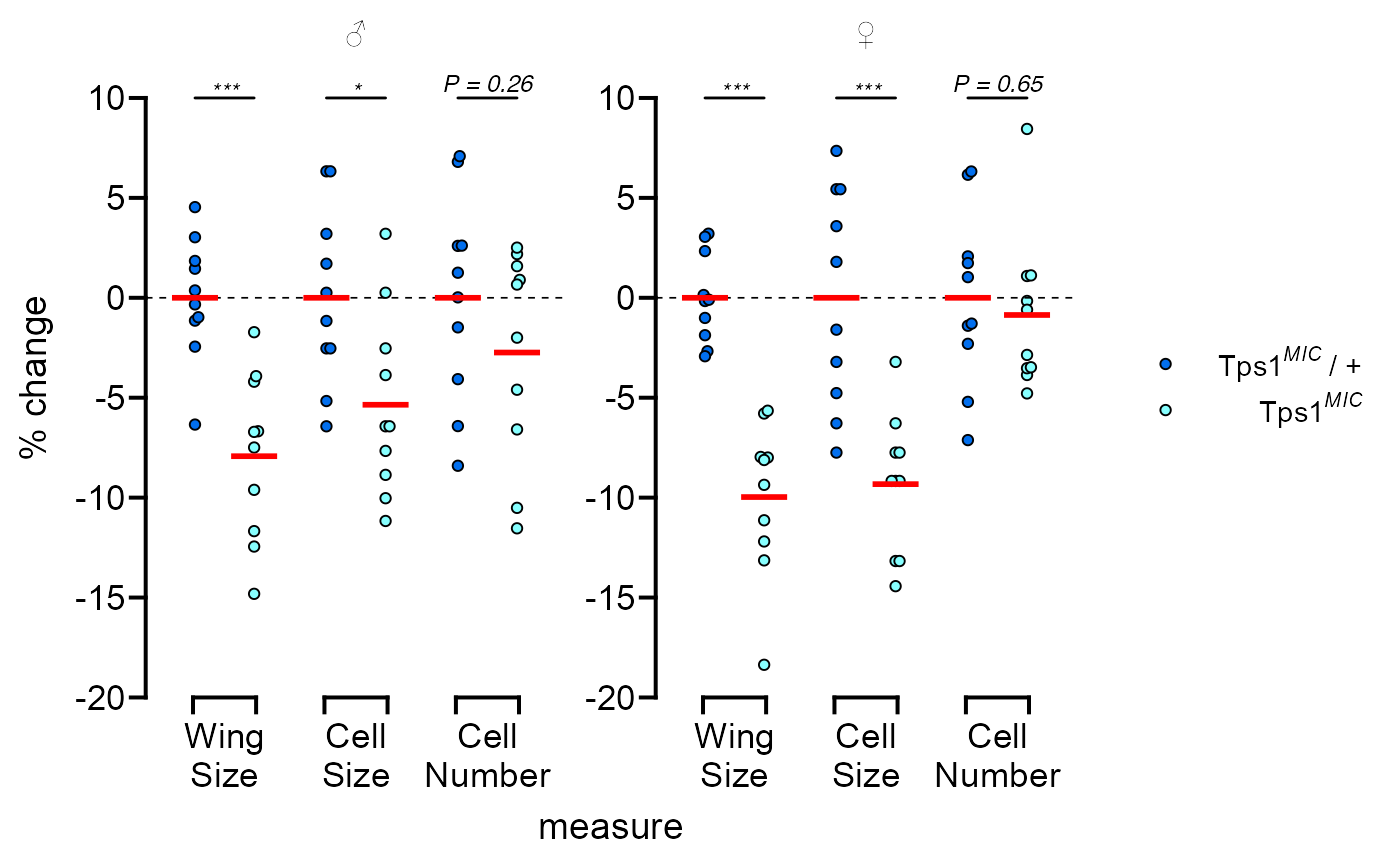 ♂
♀
*** * P = 0.26
*** *** P = 0.65
10
5
0
-5
-10
-15
-20
10
5
0
-5
-10
-15
-20
% change
Wing Size
Cell Size
Cell Number
Wing Size
Cell Size
Cell Number
measure
Tps1MIC / +
Tps1MIC